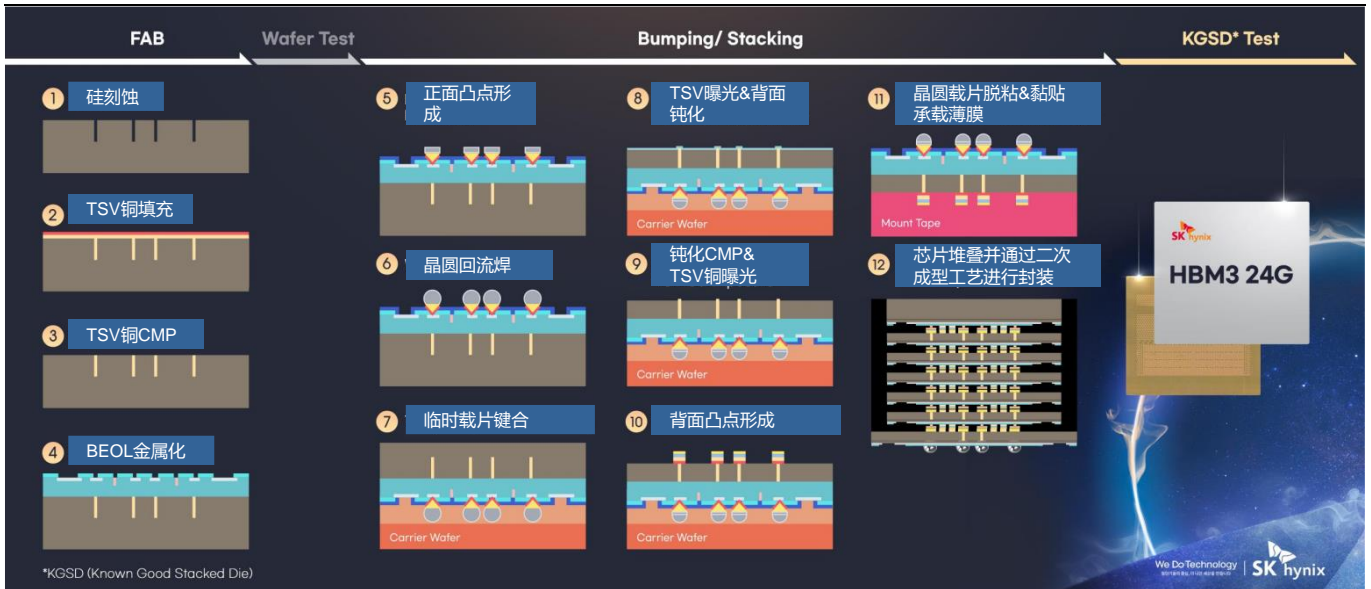 FAB
Wafer Test
Bumping/ Stacking
KGSD* Test
1 硅刻蚀
2 TSV铜填充
3 TSV铜CMP
4 BEOL金属化
5 正面凸点形
成
6 晶圆回流焊
7 临时载片键合
Carrier Wafer
8 TSV曝光&背面
钝化
Carrier Wafer
9 钝化CMP&
TSV铜曝光
Carrier Wafer
10 背面凸点形成
Carrier Wafer
11 晶圆载片脱粘&黏贴
承载薄膜
Mount Tape
12 芯片堆叠并通过二次
成型工艺进行封装
SK hynix
HBM3 24G
*KGSD (Known Good Stacked Die)
We Do Technology
SK hynix